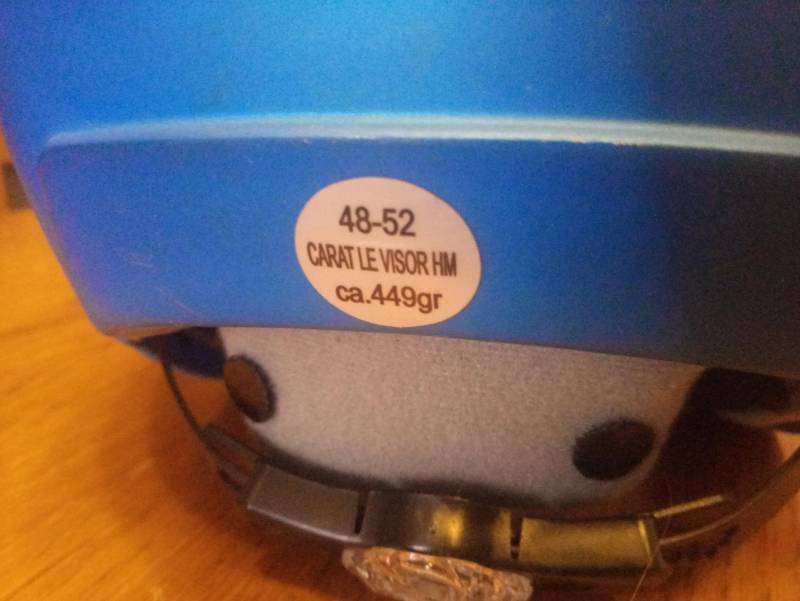 48-52
CARAT LE VISOR HM
ca.449gr